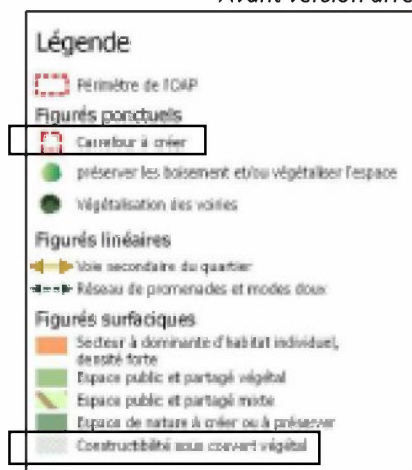 Avant version arrê
Légende
Périmètre de l'OAP
Figurés ponctuels
Carrefour à créer
préserver les boisement et/ou végétaliser l'espace
Végétalisation des voiries
Figurés linéaires
Voie secondaire du quartier
Réseau de promenades et modes doux
Figurés surfaciques
Secteur à dominante d'habitat individuel,
densité forte
Espace public et partagé végétal
Espace public et partagé mixte
Espace de nature à créer ou à préserver
Constructibilité sous couvert végétal